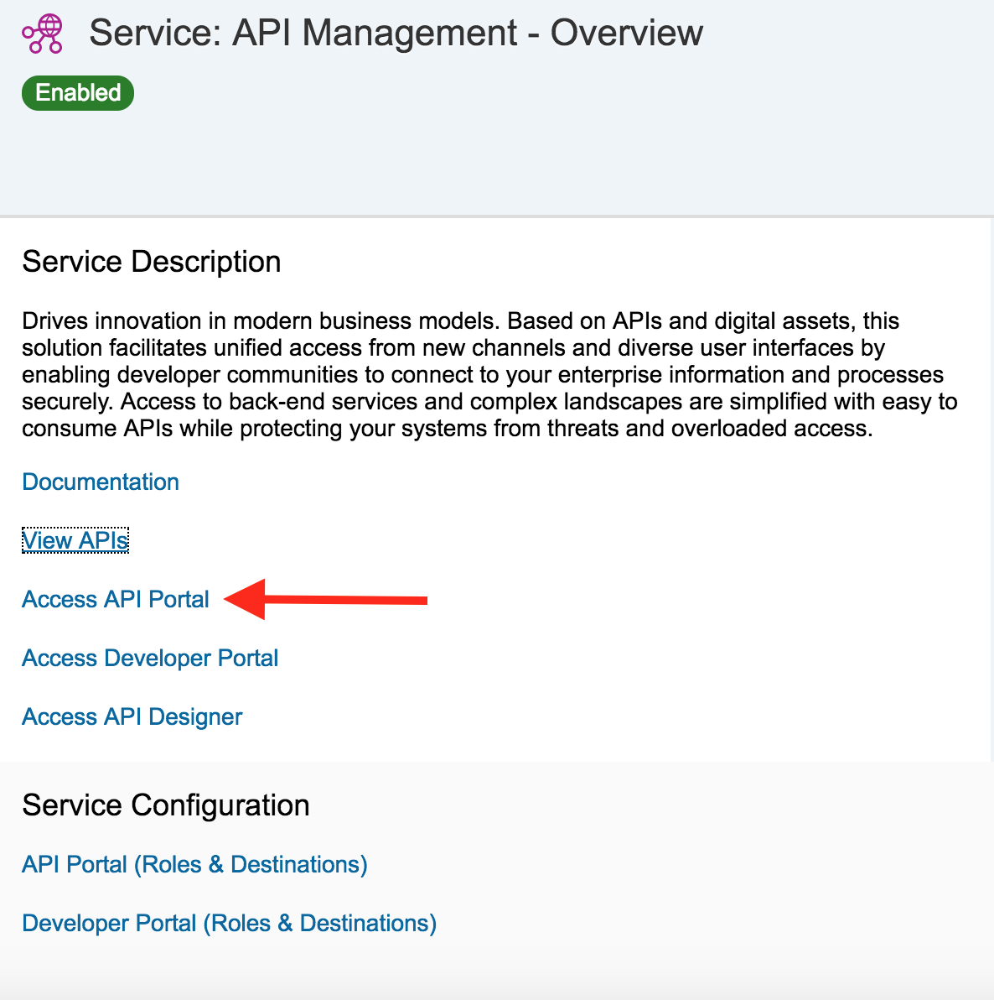 Service: API Management - Overview
Enabled
Service Description
Drives innovation in modern business models. Based on APIs and digital assets, this
solution facilitates unified access from new channels and diverse user interfaces by
enabling developer communities to connect to your enterprise information and processes
securely. Access to back-end services and complex landscapes are simplified with easy to
consume APIs while protecting your systems from threats and overloaded access.
Documentation
View APIs
Access API Portal
Access Developer Portal
Access API Designer
Service Configuration
API Portal (Roles & Destinations)
Developer Portal (Roles & Destinations)